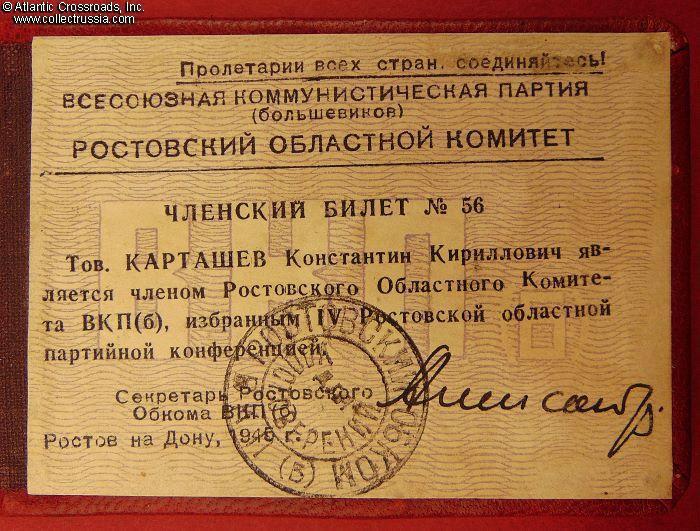 © Atlantic Crossroads, Inc.
www.collectrussia.com
Пролетарии всех стран, соединяйтесь!
ВСЕСОЮЗНАЯ КОММУНИСТИЧЕСКАЯ ПАРТИЯ
(большевиков)
РОСТОВСКИЙ ОБЛАСТНОЙ КОМИТЕТ
ЧЛЕНСКИЙ БИЛЕТ № 56
Тов. КАРТАШЕВ Константин Кириллович яв-
ляется членом Ростовского Областного Комите-
та ВКП(б), избранным IV Ростовской областной
партийной конференцией.
Секретарь Ростовского
Обкома ВКП
Ростов на Дону, г.
РОСТОВСКИЙ